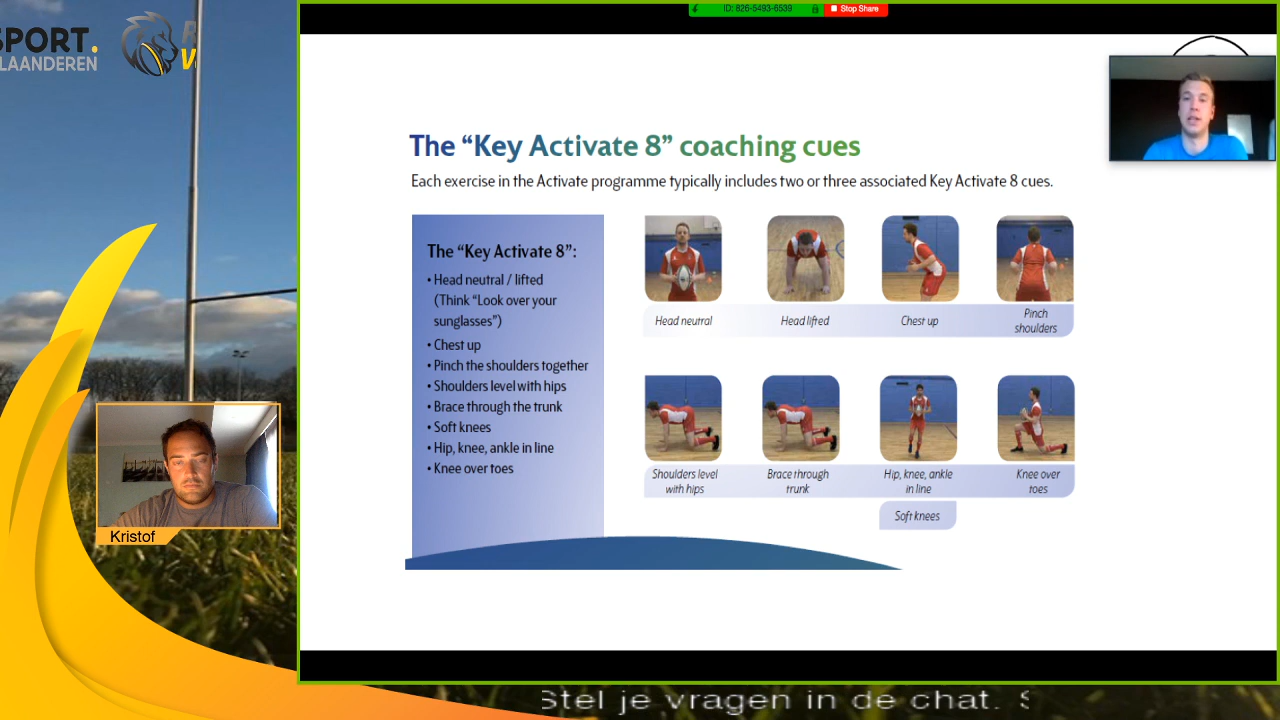 SPORT.
LAANDEREN
ID: 826-5493-6539
Stop Share
The “Key Activate 8” coaching cues
Each exercise in the Activate programme typically includes two or three associated Key Activate 8 cues.
The “Key Activate 8”:
• Head neutral / lifted
(Think “Look over your
sunglasses”)
• Chest up
• Pinch the shoulders together
• Shoulders level with hips
• Brace through the trunk
• Soft knees
• Hip, knee, ankle in line
• Knee over toes
Head neutral
Head lifred
Chest up
Pinch
shoulders
Shoulders level
with hips
Brace through
trunk
Hip, knee, ankle
in line
Knee over
toes
Soft knees
Kristof
Stel je vragen in de chat. S